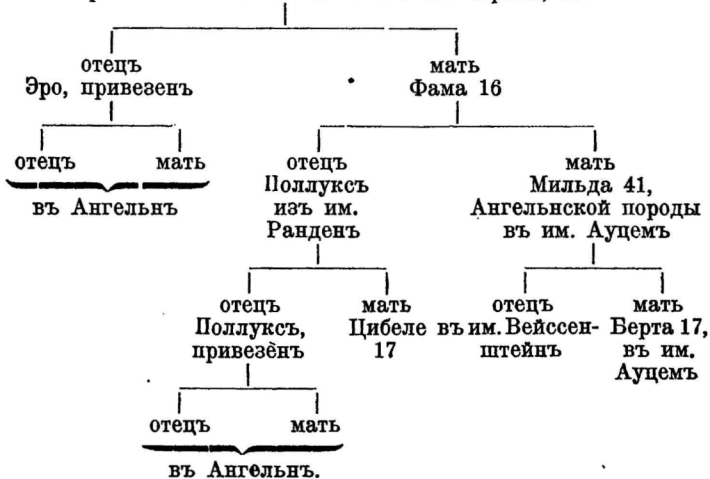 отецъ мать
Эро, привезен Фама 16
отецъ мать отецъ мать
Поллуксъ Мильда 41,
въ Ангельнъ изъ им. Ангельнской породы
Ранденъ въ им. Ауцемъ
отецъ мать отецъ мать
Поллуксъ, Цибеле въ им. Вейссен- Берта 17,
привезёнъ 17 штейнъ въ им.
Ауцемъ
отецъ мать
въ Ангельнъ.